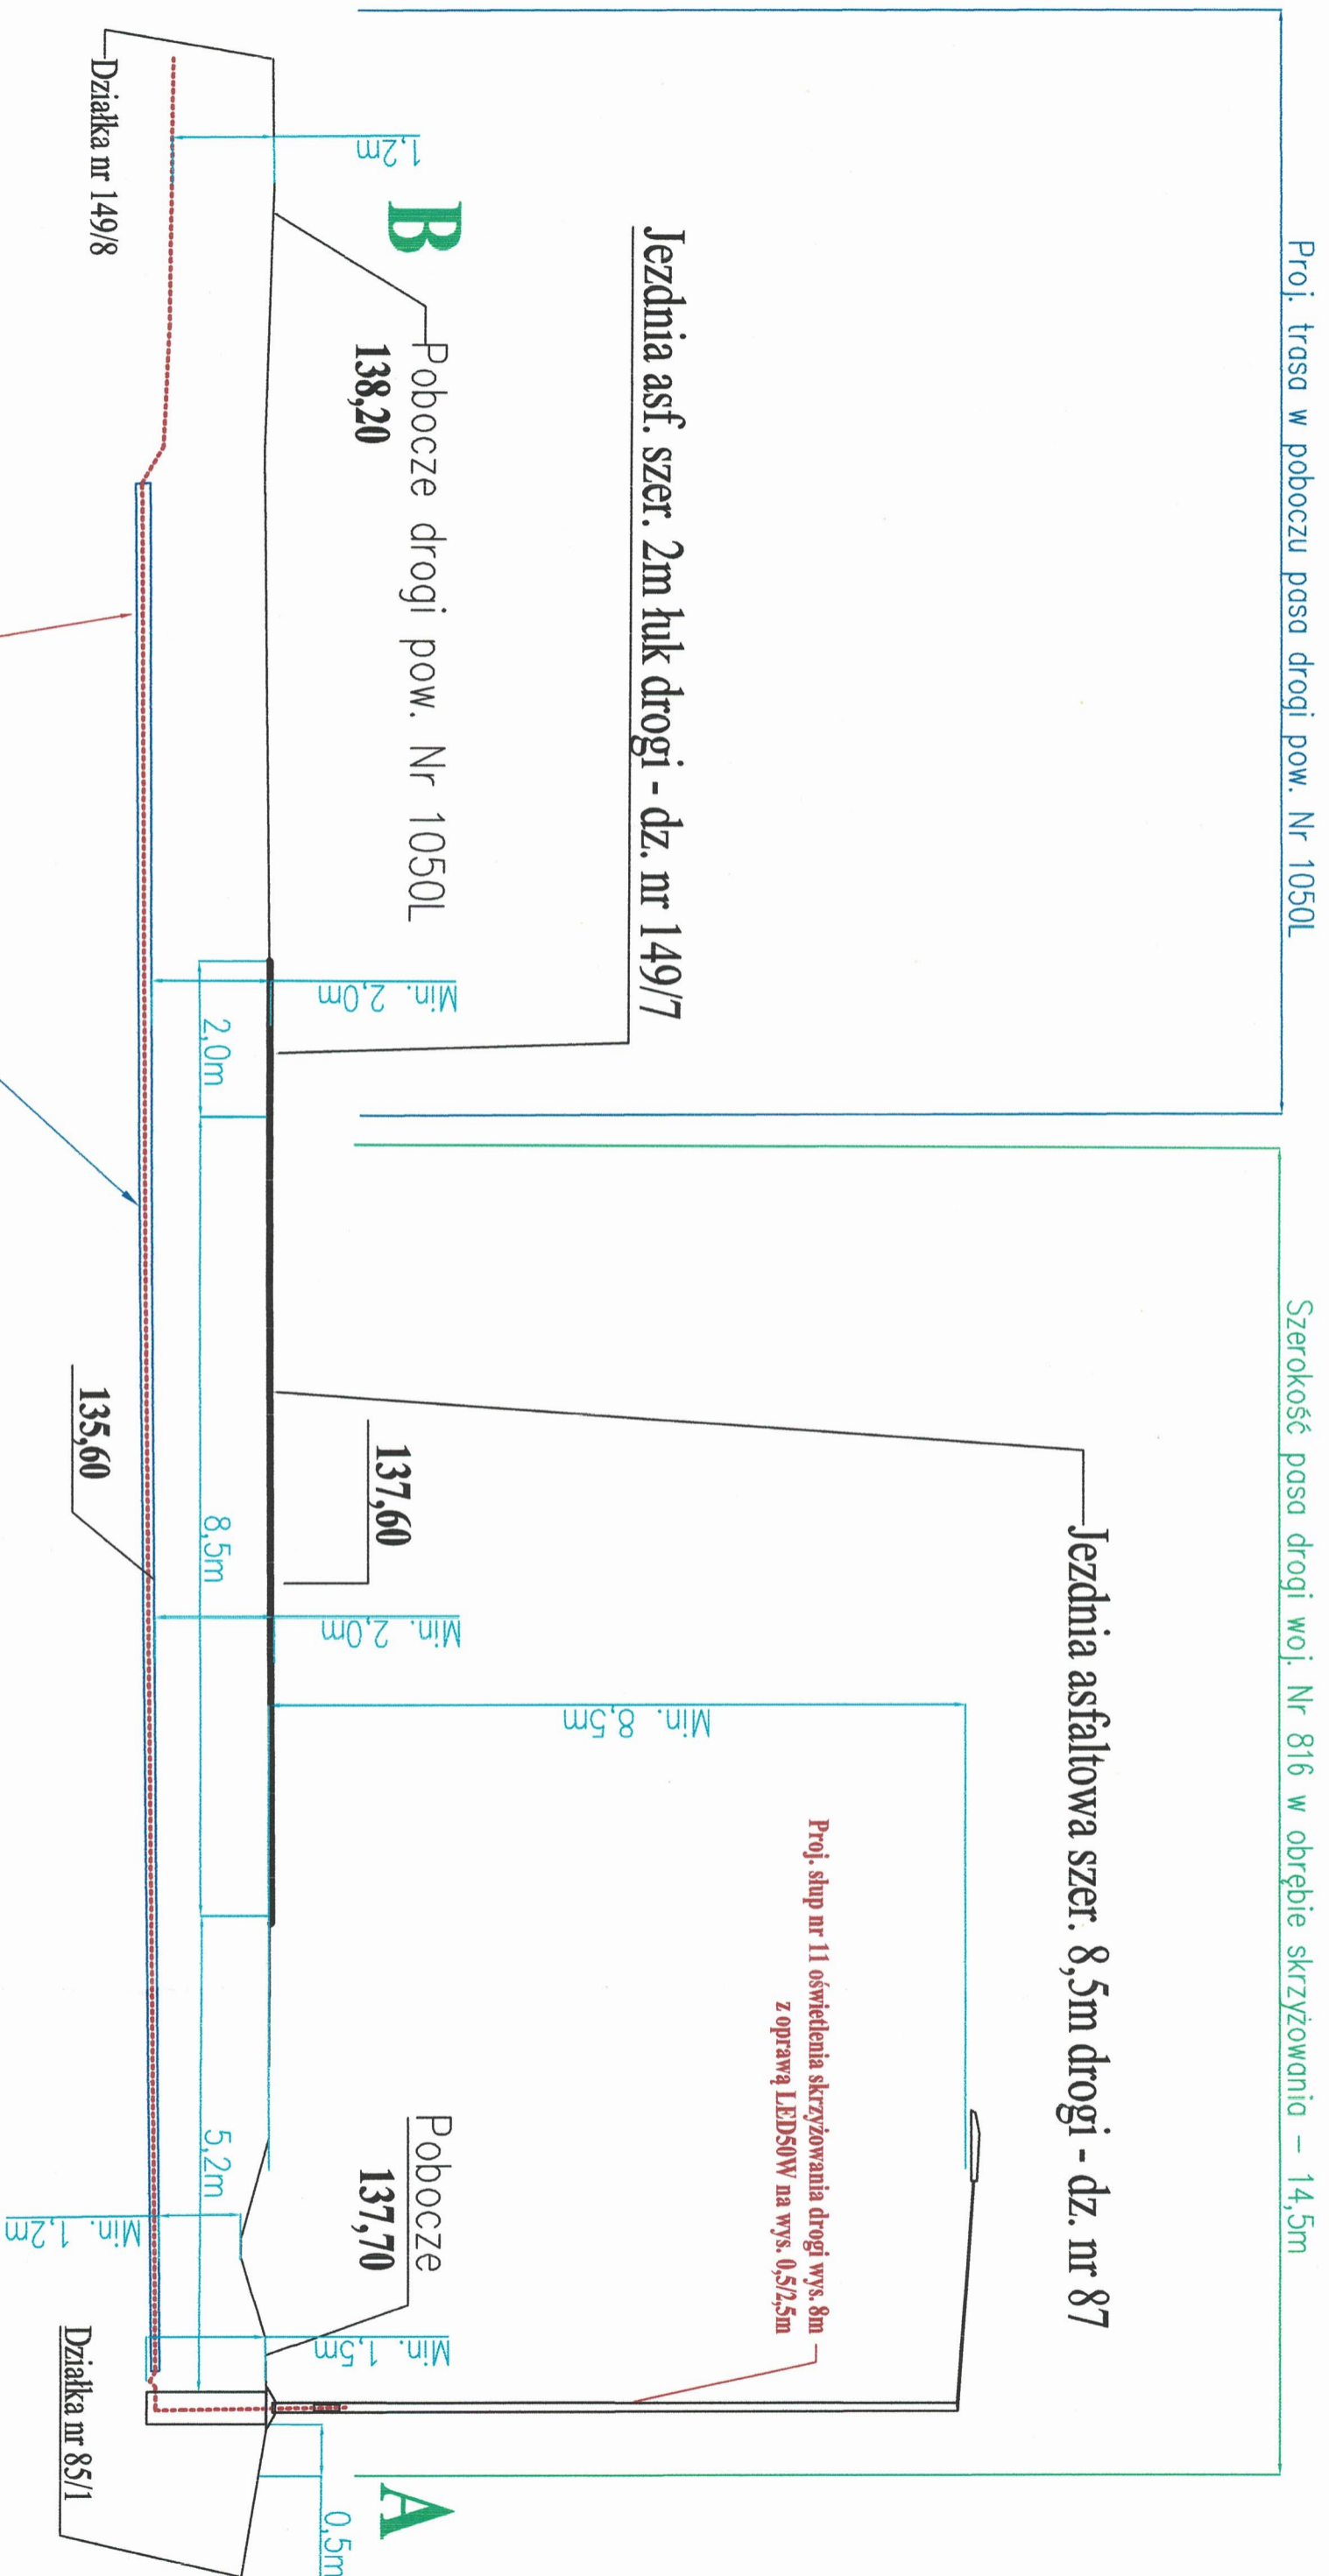 Proj. trasa w poboczu pasa drogi pow. Nr 1050L
Szerokość pasa drogi woj. Nr 816 w obrębie skrzyżowania – 14,5m
Jezdnia asfaltowa szer. 8,5m drogi - dz. nr 87
Proj. słup nr 11 oświetlenia skrzyżowania drogi wys. 8m
z oprawą LED50W na wys. 0,5/2,5m
Jezdnia asf. szer. 2m łuk drogi - dz. nr 149/7
Min. 8,5m
B
A
Pobocze drogi pow. Nr 1050L
138,20
Pobocze
137,70
137,60
1,2m
Min. 2,0m
Min. 2,0m
Min. 1,5m
0,5m
2,0m
8,5m
5,2m
Min. 1,2m
Działka nr 149/8
135,60
Działka nr 85/1